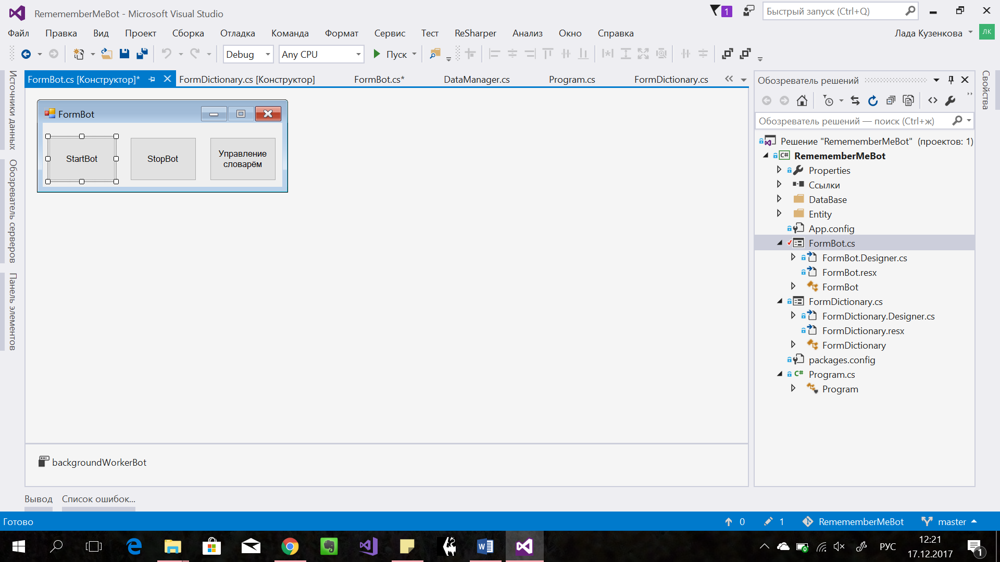 RemememberMeBot - Microsoft Visual Studio
1
Быстрый запуск (Ctrl+Q)
Файл Правка Вид Проект Сборка Отладка Команда Формат Сервис Тест ReSharper Анализ Окно Справка
Лада Кузенкова ЛК
Debug Any CPU Пуск
Источники данных
Обозреватель серверов
Панель элементов
FormBot.cs [Конструктор]* FormDictionary.cs [Конструктор] FormBot.cs* DataManager.cs Program.cs FormDictionary.cs
FormBot
StartBot
StopBot
Управление
словарём
backgroundWorkerBot
Обозреватель решений
Обозреватель решений — поиск (Ctrl+ж)
Решение "RemememberMeBot" (проектов: 1)
C# RemememberMeBot
Properties
Ссылки
DataBase
Entity
App.config
FormBot.cs
FormBot.Designer.cs
FormBot.resx
FormBot
FormDictionary.cs
FormDictionary.Designer.cs
FormDictionary.resx
FormDictionary
packages.config
C# Program.cs
Program
Свойства
Вывод Список ошибок...
Готово
0 1 RemememberMeBot master
РУС
12:21
17.12.2017
1